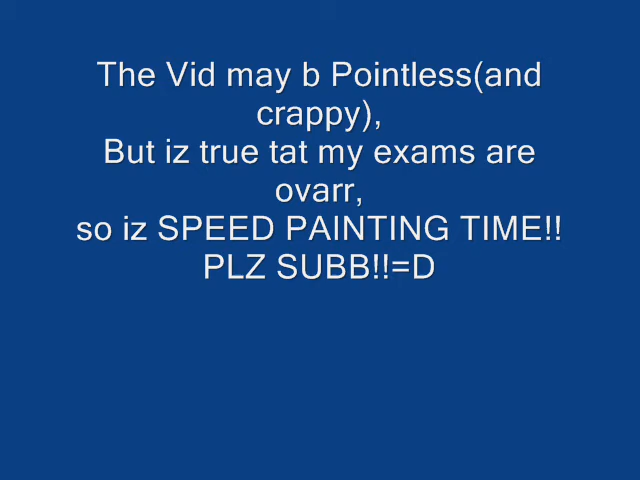 The Vid may b Pointless(and
crappy),
But iz true tat my exams are
ovarr,
so iz SPEED PAINTING TIME!!
PLZ SUBB!!=D